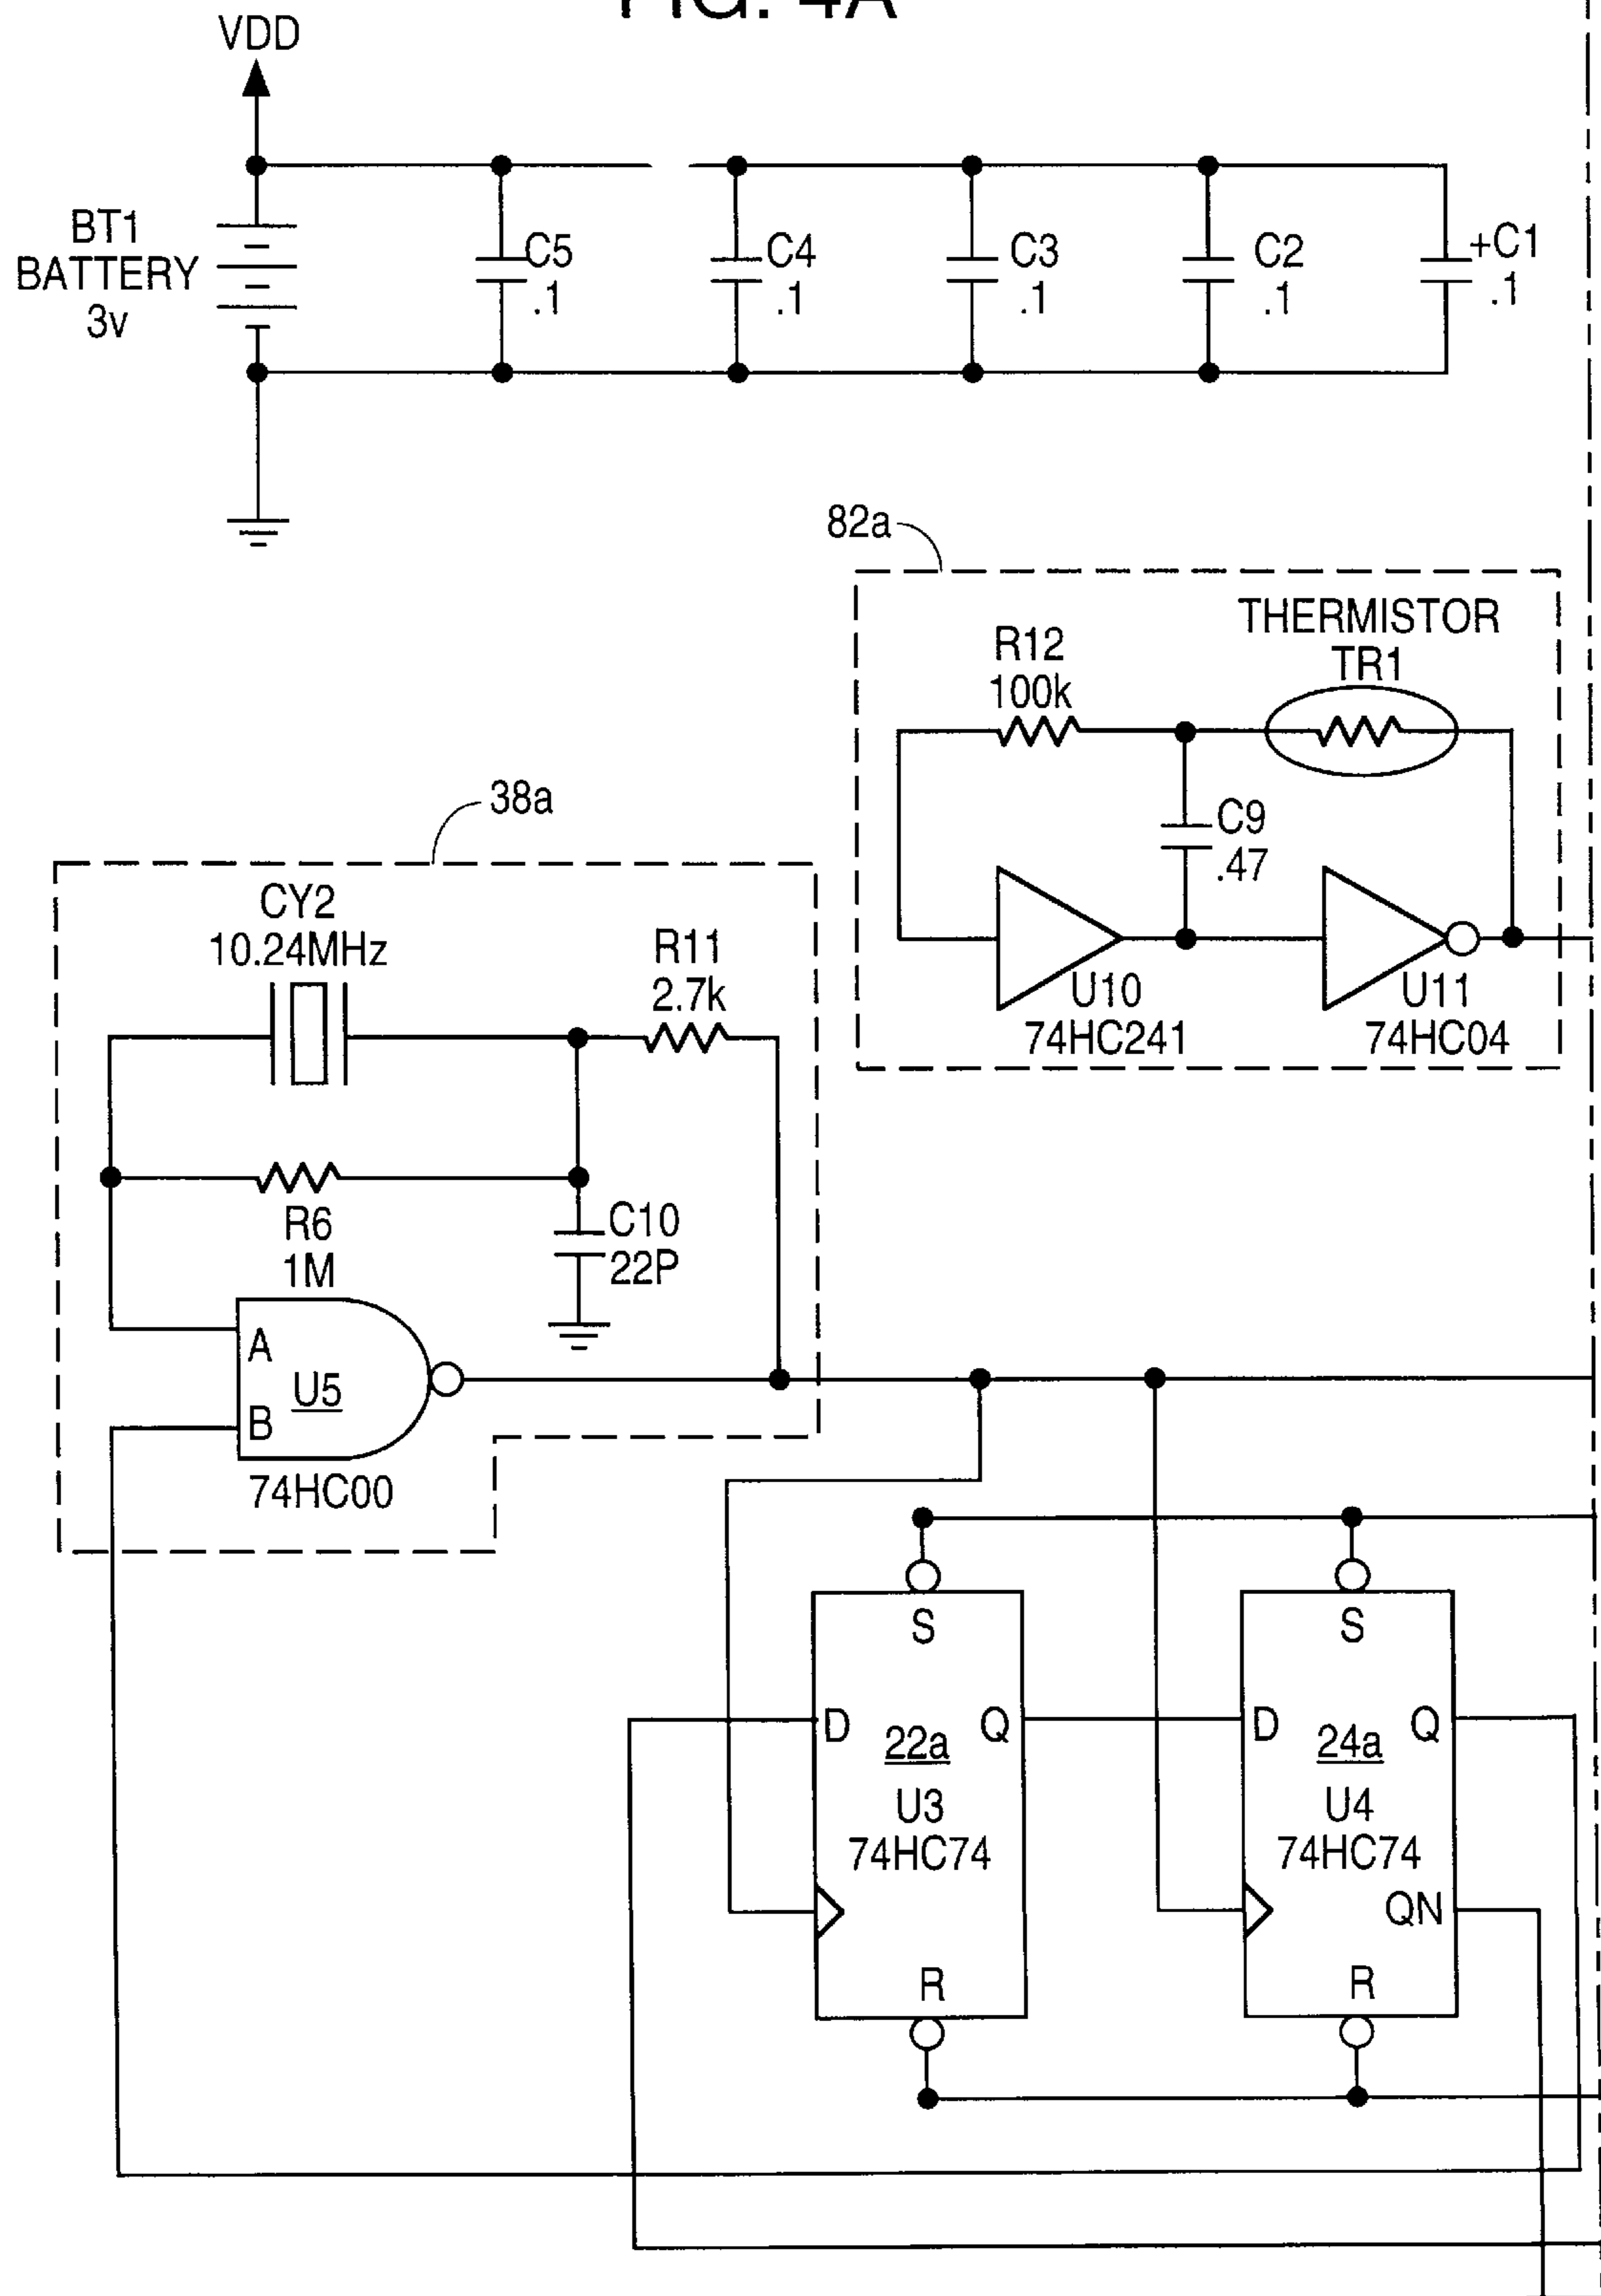 FIG. 4A
VDD
BT1
BATTERY
3v
C5
.1
C4
.1
C3
.1
C2
.1
+C1
.1
82a
THERMISTOR
TR1
R12
100k
C9
.47
U10
74HC241
U11
74HC04
38a
CY2
10.24MHz
R11
2.7k
R6
1M
C10
22P
A
U5
B
74HC00
S
D
Q
22a
U3
74HC74
R
S
D
Q
24a
U4
74HC74
QN
R